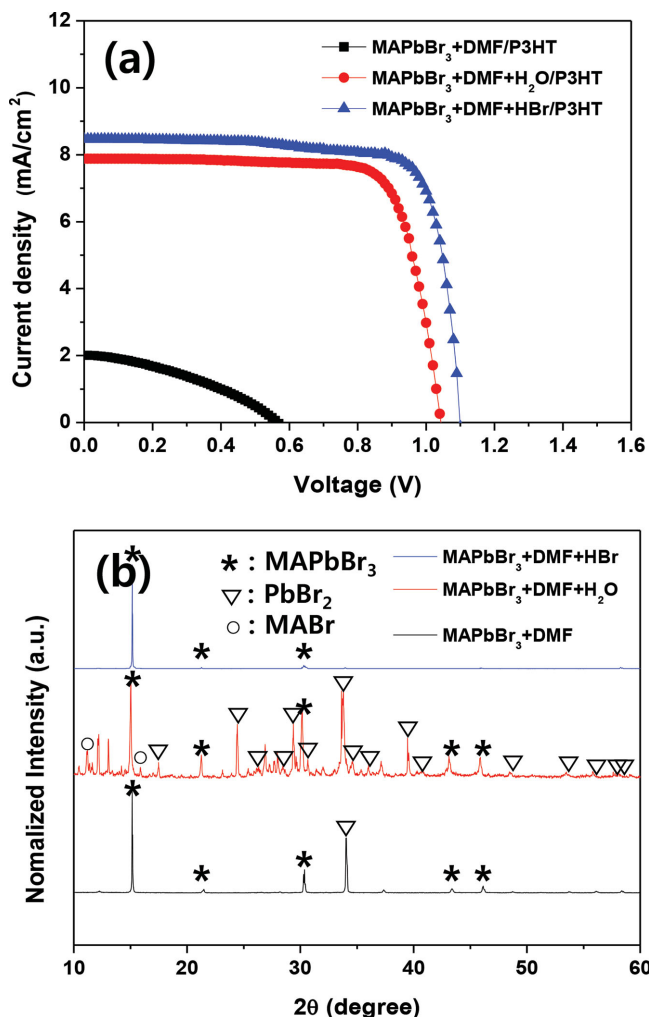 (a)
MAPbBr₃+DMF/P3HT
MAPbBr₃+DMF+H₂O/P3HT
MAPbBr₃+DMF+HBr/P3HT
Current density (mA/cm²)
12
10
8
6
4
2
0
0.0 0.2 0.4 0.6 0.8 1.0 1.2 1.4 1.6
Voltage (V)
(b)
* : MAPbBr₃
▽ : PbBr₂
○ : MABr
MAPbBr₃+DMF+HBr
MAPbBr₃+DMF+H₂O
MAPbBr₃+DMF
Nomalized Intensity (a.u.)
10 20 30 40 50 60
2θ (degree)